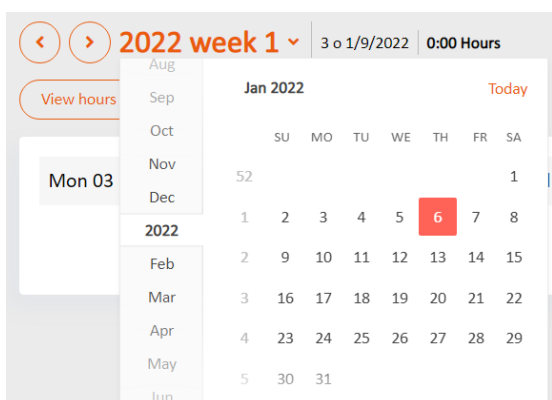 2022 week 1
3 o 1/9/2022
0:00 Hours
View hours
Mon 03
Aug
Sep
Oct
Nov
Dec
2022
Feb
Mar
Apr
May
Jun
Jan 2022 Today
SU MO TU WE TH FR SA
52 1
1 2 3 4 5 6 7 8
2 9 10 11 12 13 14 15
3 16 17 18 19 20 21 22
4 23 24 25 26 27 28 29
5 30 31